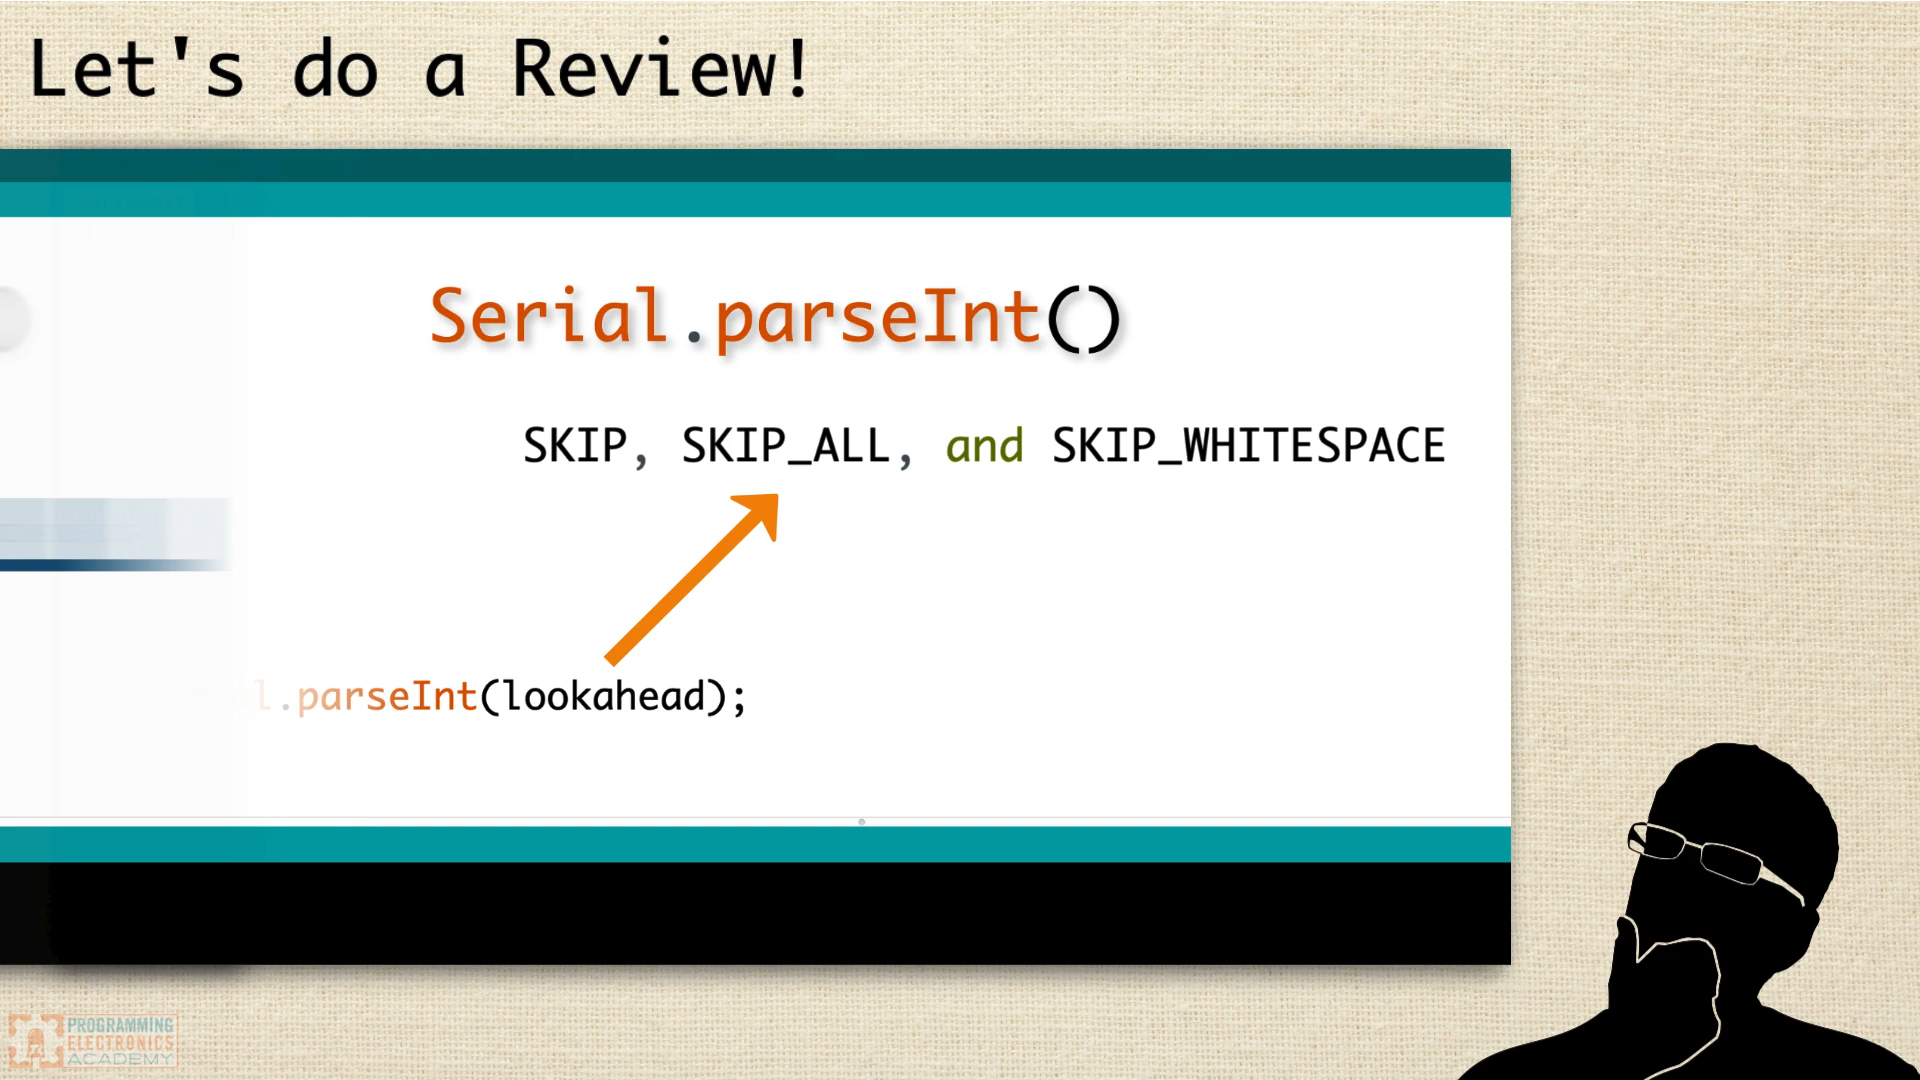 Let's do a Review!
Serial.parseInt()
SKIP, SKIP_ALL, and SKIP_WHITESPACE
l.parseInt(lookahead);
PROGRAMMING
ELECTRONICS
ACADEMY